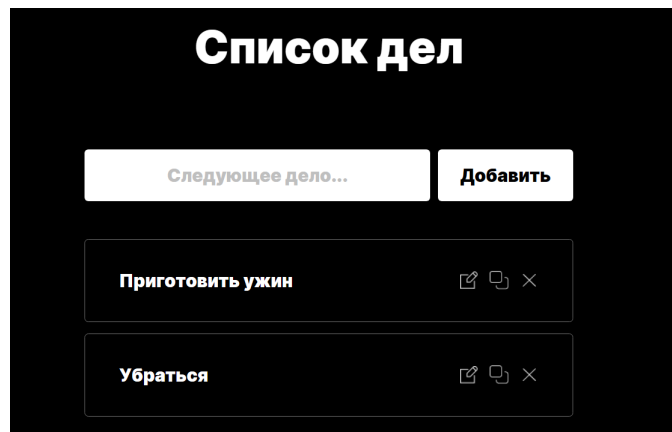 Список дел
Следующее дело...
Добавить
Приготовить ужин
Убраться